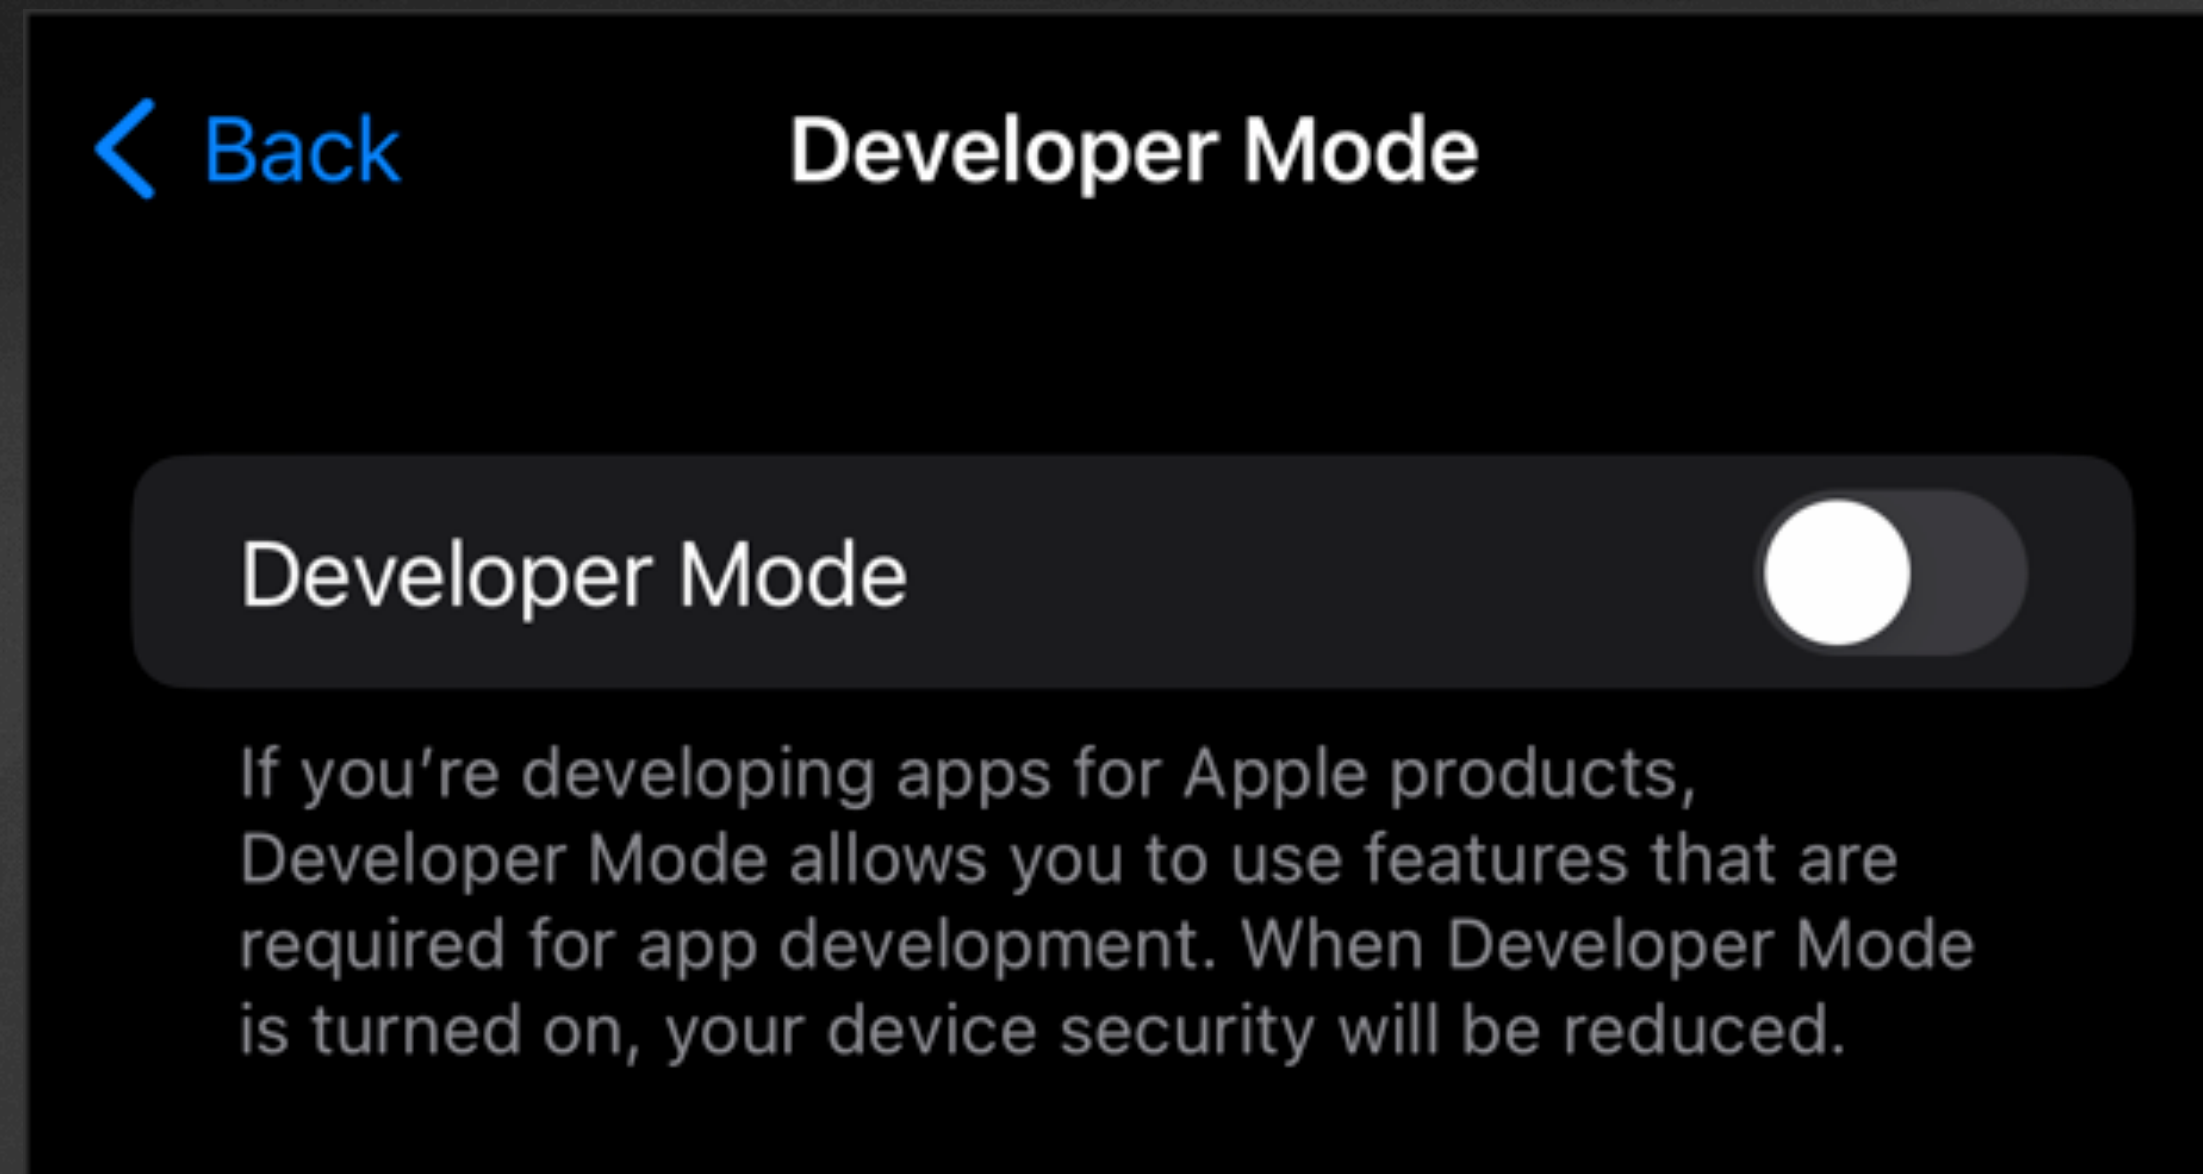 Back
Developer Mode
Developer Mode
If you’re developing apps for Apple products,
Developer Mode allows you to use features that are
required for app development. When Developer Mode
is turned on, your device security will be reduced.